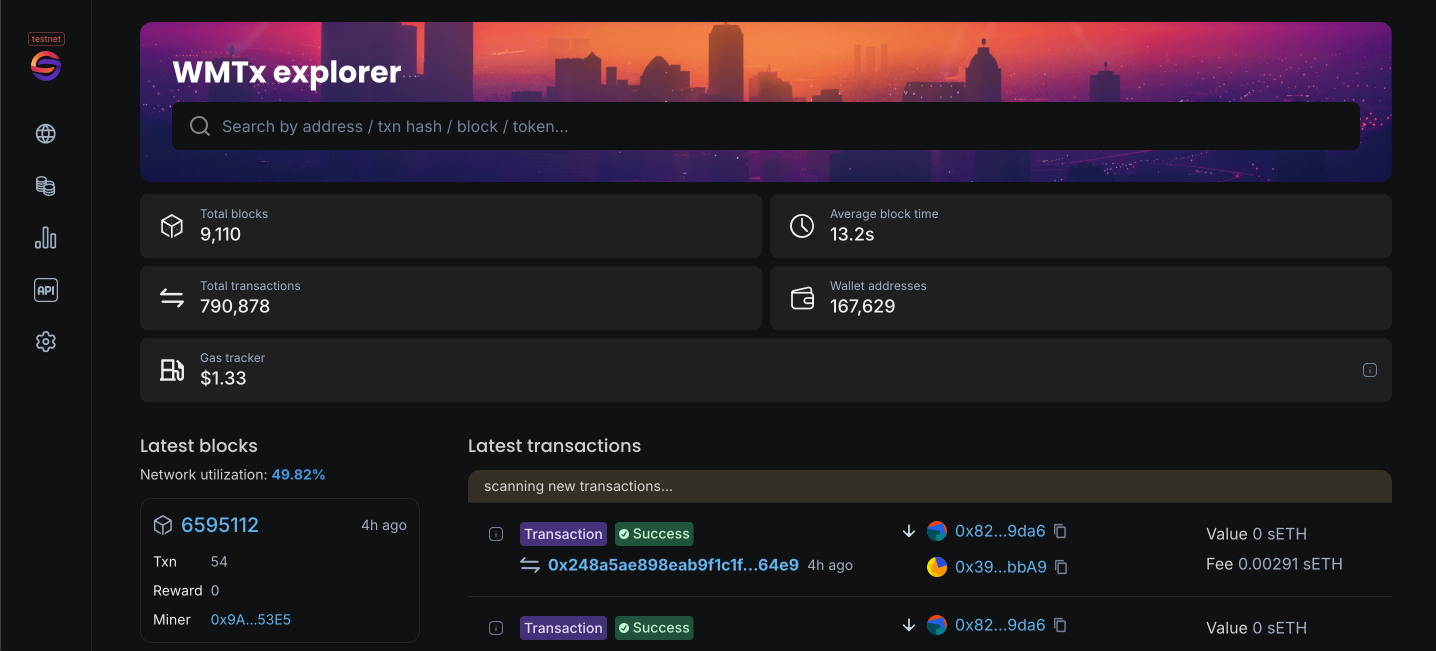 testnet
WMTx explorer
Search by address / txn hash / block / token...
Total blocks
9,110
Average block time
13.2s
Total transactions
790,878
Wallet addresses
167,629
API
Gas tracker
$1.33
Latest blocks
Network utilization: 49.82%
6595112 4h ago
Txn 54
Reward 0
Miner 0x9A...53E5
Latest transactions
scanning new transactions...
Transaction Success
0x248a5ae898eab9f1c1f...64e9 4h ago
0x82...9da6
0x39...bbA9
Value 0 sETH
Fee 0.00291 sETH
Transaction Success
0x82...9da6
Value 0 sETH